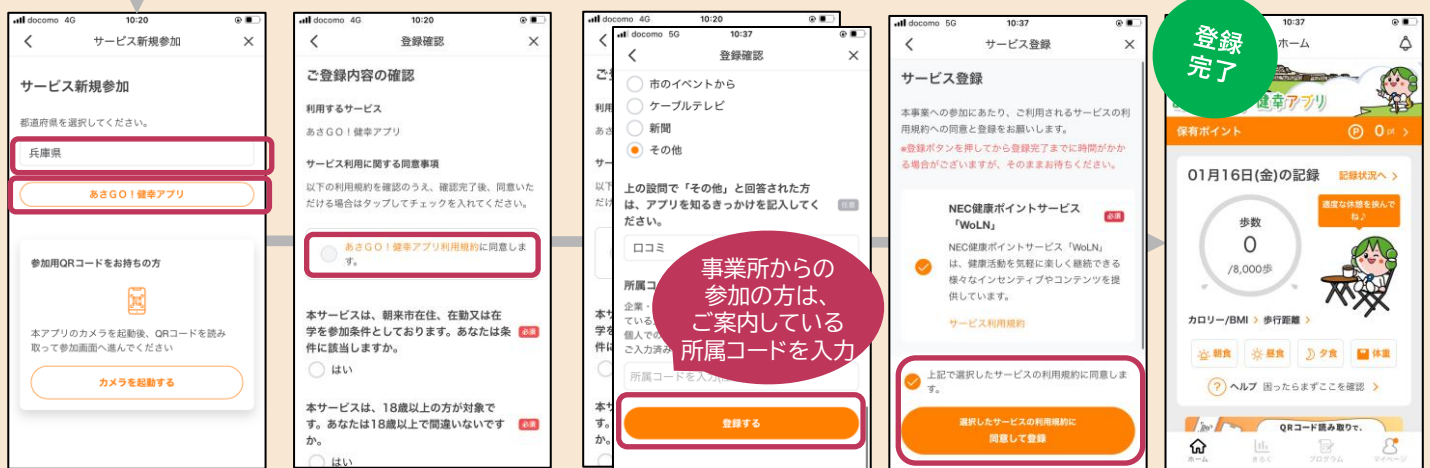 docomo 4G 10:20
サービス新規参加
サービス新規参加
都道府県を選択してください。
兵庫県
あさGO！健幸アプリ
参加用QRコードをお持ちの方
本アプリのカメラを起動後、QRコードを読み
取って参加画面へ進んでください
カメラを起動する
docomo 4G 10:20
登録確認
ご登録内容の確認
利用するサービス
あさGO！健幸アプリ
サービス利用に関する同意事項
以下の利用規約を確認のうえ、確認完了後、同意いた
だける場合はタップしてチェックを入れてください。
あさGO！健幸アプリ利用規約に同意しま
す。
本サービスは、朝来市在住、在勤又は在
学を参加条件としております。あなたは条
件に該当しますか。
必須
はい
本サービスは、18歳以上の方が対象で
す。あなたは18歳以上で間違いないです
か。
必須
はい
docomo 4G 10:20
docomo 5G 10:37
登録確認
市のイベントから
ケーブルテレビ
新聞
その他
上の設問で「その他」と回答された方
は、アプリを知るきっかけを記入してく
ださい。
任意
口コミ
所属コ
企業・
ている
個人での
ご入力済み
所属コードを入力
登録する
事業所からの
参加の方は、
ご案内している
所属コードを入力
docomo 5G 10:37
サービス登録
サービス登録
本事業への参加にあたり、ご利用されるサービスの利
用規約への同意と登録をお願いします。
※登録ボタンを押してから登録完了までに時間がかか
る場合がございますが、そのままお待ちください。
NEC健康ポイントサービス
「WoLN」
必須
NEC健康ポイントサービス「WoLN」
は、健康活動を気軽に楽しく継続できる
様々なインセンティブやコンテンツを提
供しています。
サービス利用規約
上記で選択したサービスの利用規約に同意しま
す。
選択したサービスの利用規約に
同意して登録
登録
完了
10:37
ホーム
健幸アプリ
保有ポイント
P 0 pt
01月16日(金)の記録
記録状況へ
歩数
0
/8,000歩
適度な休憩を挟んで
ね♪
カロリー/BMI 歩行距離
朝食 昼食 夕食 体重
? ヘルプ 困ったらまずここを確認
QRコード読み取りで、
ホーム きろく プログラム マイページ